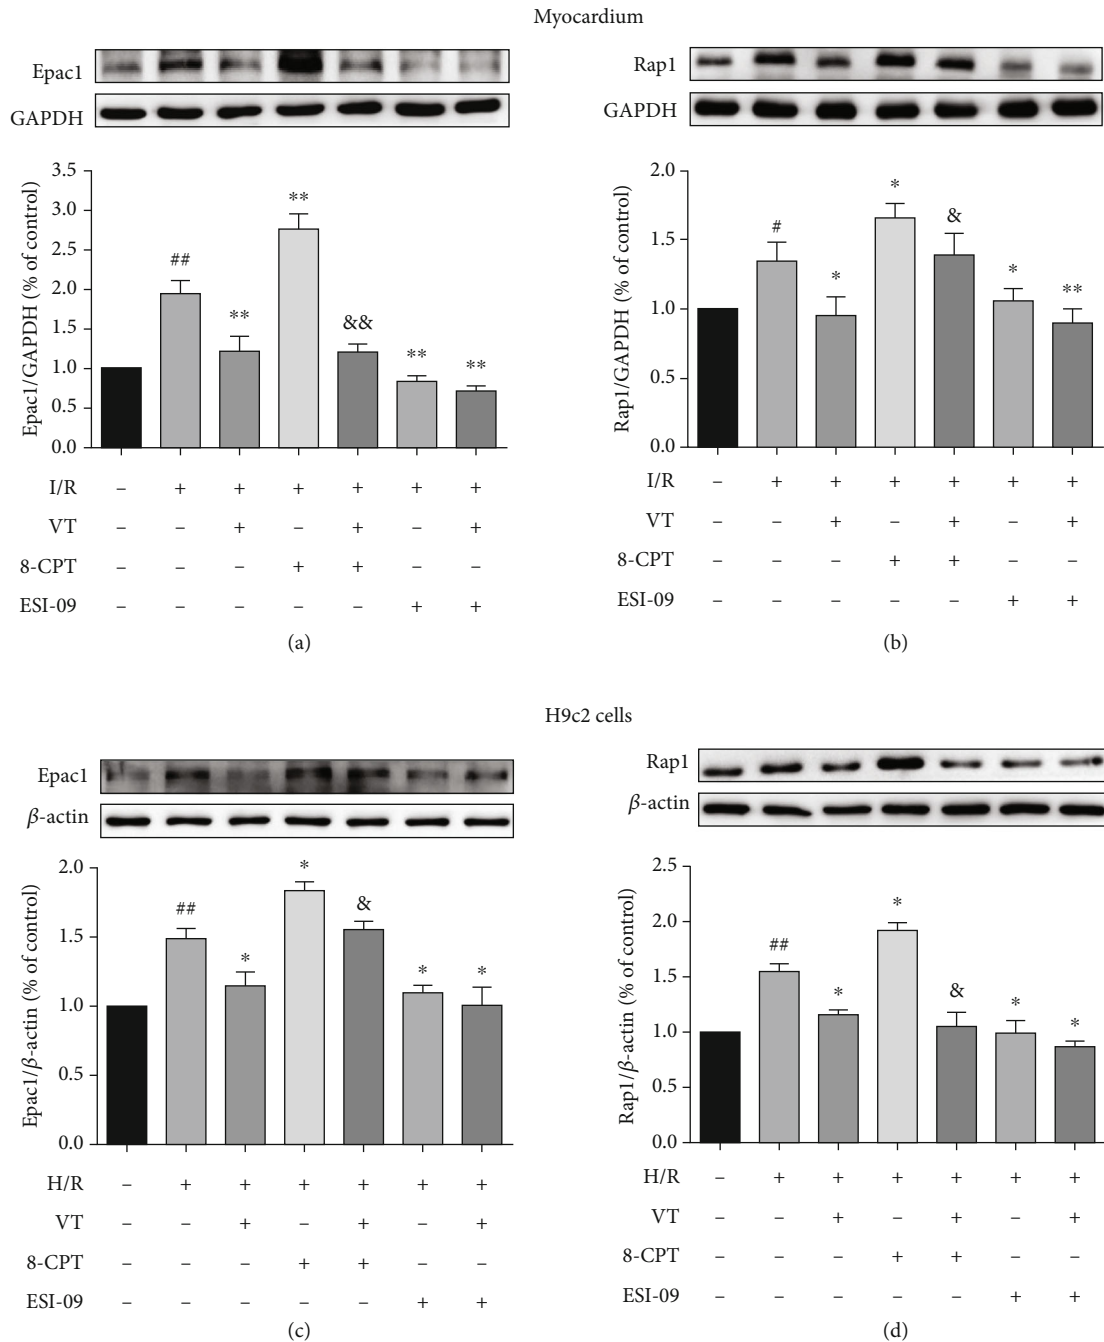 Myocardium
Epac1
GAPDH
Epac1/GAPDH (% of control)
3.5
3.0
2.5
2.0
1.5
1.0
0.5
0.0
##
**
**
&&
**
**
I/R – + + + + + +
VT – – + – + – +
8-CPT – – – + + – –
ESI-09 – – – – – + +
(a)
Rap1
GAPDH
Rap1/GAPDH (% of control)
2.0
1.5
1.0
0.5
0.0
#
*
*
&
*
**
I/R – + + + + + +
VT – – + – + – +
8-CPT – – – + + – –
ESI-09 – – – – – + +
(b)
H9c2 cells
Epac1
β-actin
Epac1/β-actin (% of control)
2.0
1.5
1.0
0.5
0.0
##
*
*
&
*
*
H/R – + + + + + +
VT – – + – + – +
8-CPT – – – + + – –
ESI-09 – – – – – + +
(c)
Rap1
β-actin
Rap1/β-actin (% of control)
2.5
2.0
1.5
1.0
0.5
0.0
##
*
*
&
*
*
H/R – + + + + + +
VT – – + – + – +
8-CPT – – – + + – –
ESI-09 – – – – – + +
(d)